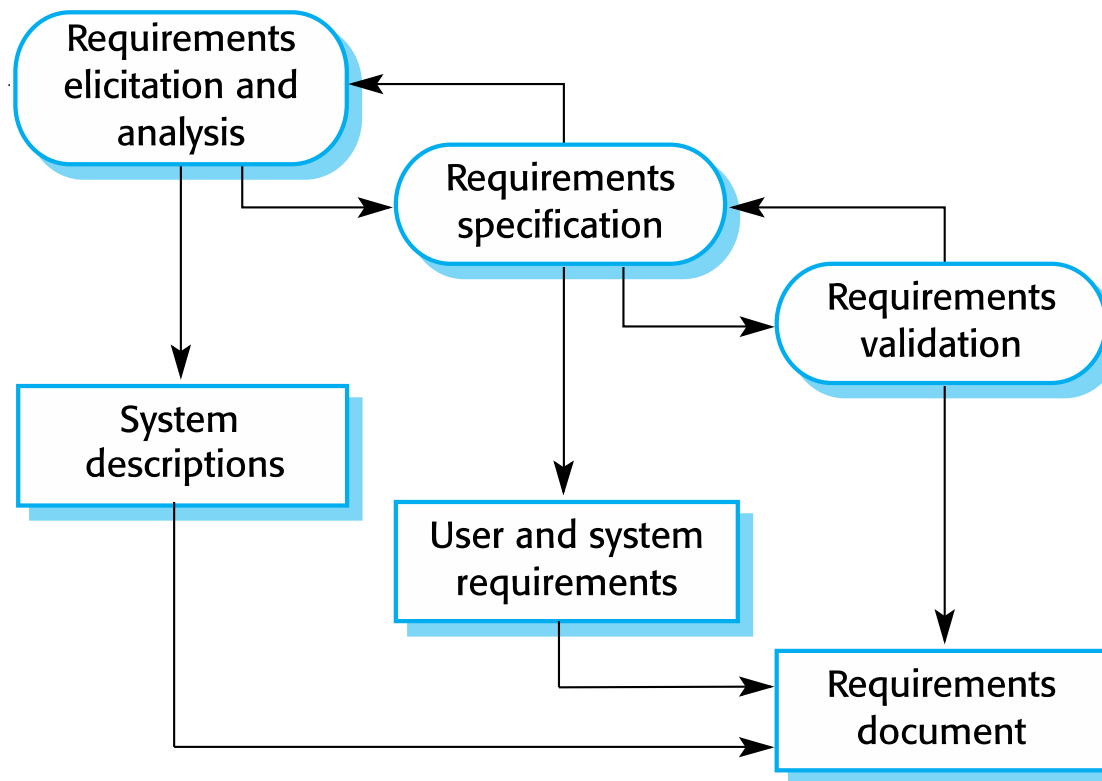 Requirements
elicitation and
analysis
Requirements
specification
Requirements
validation
System
descriptions
User and system
requirements
Requirements
document